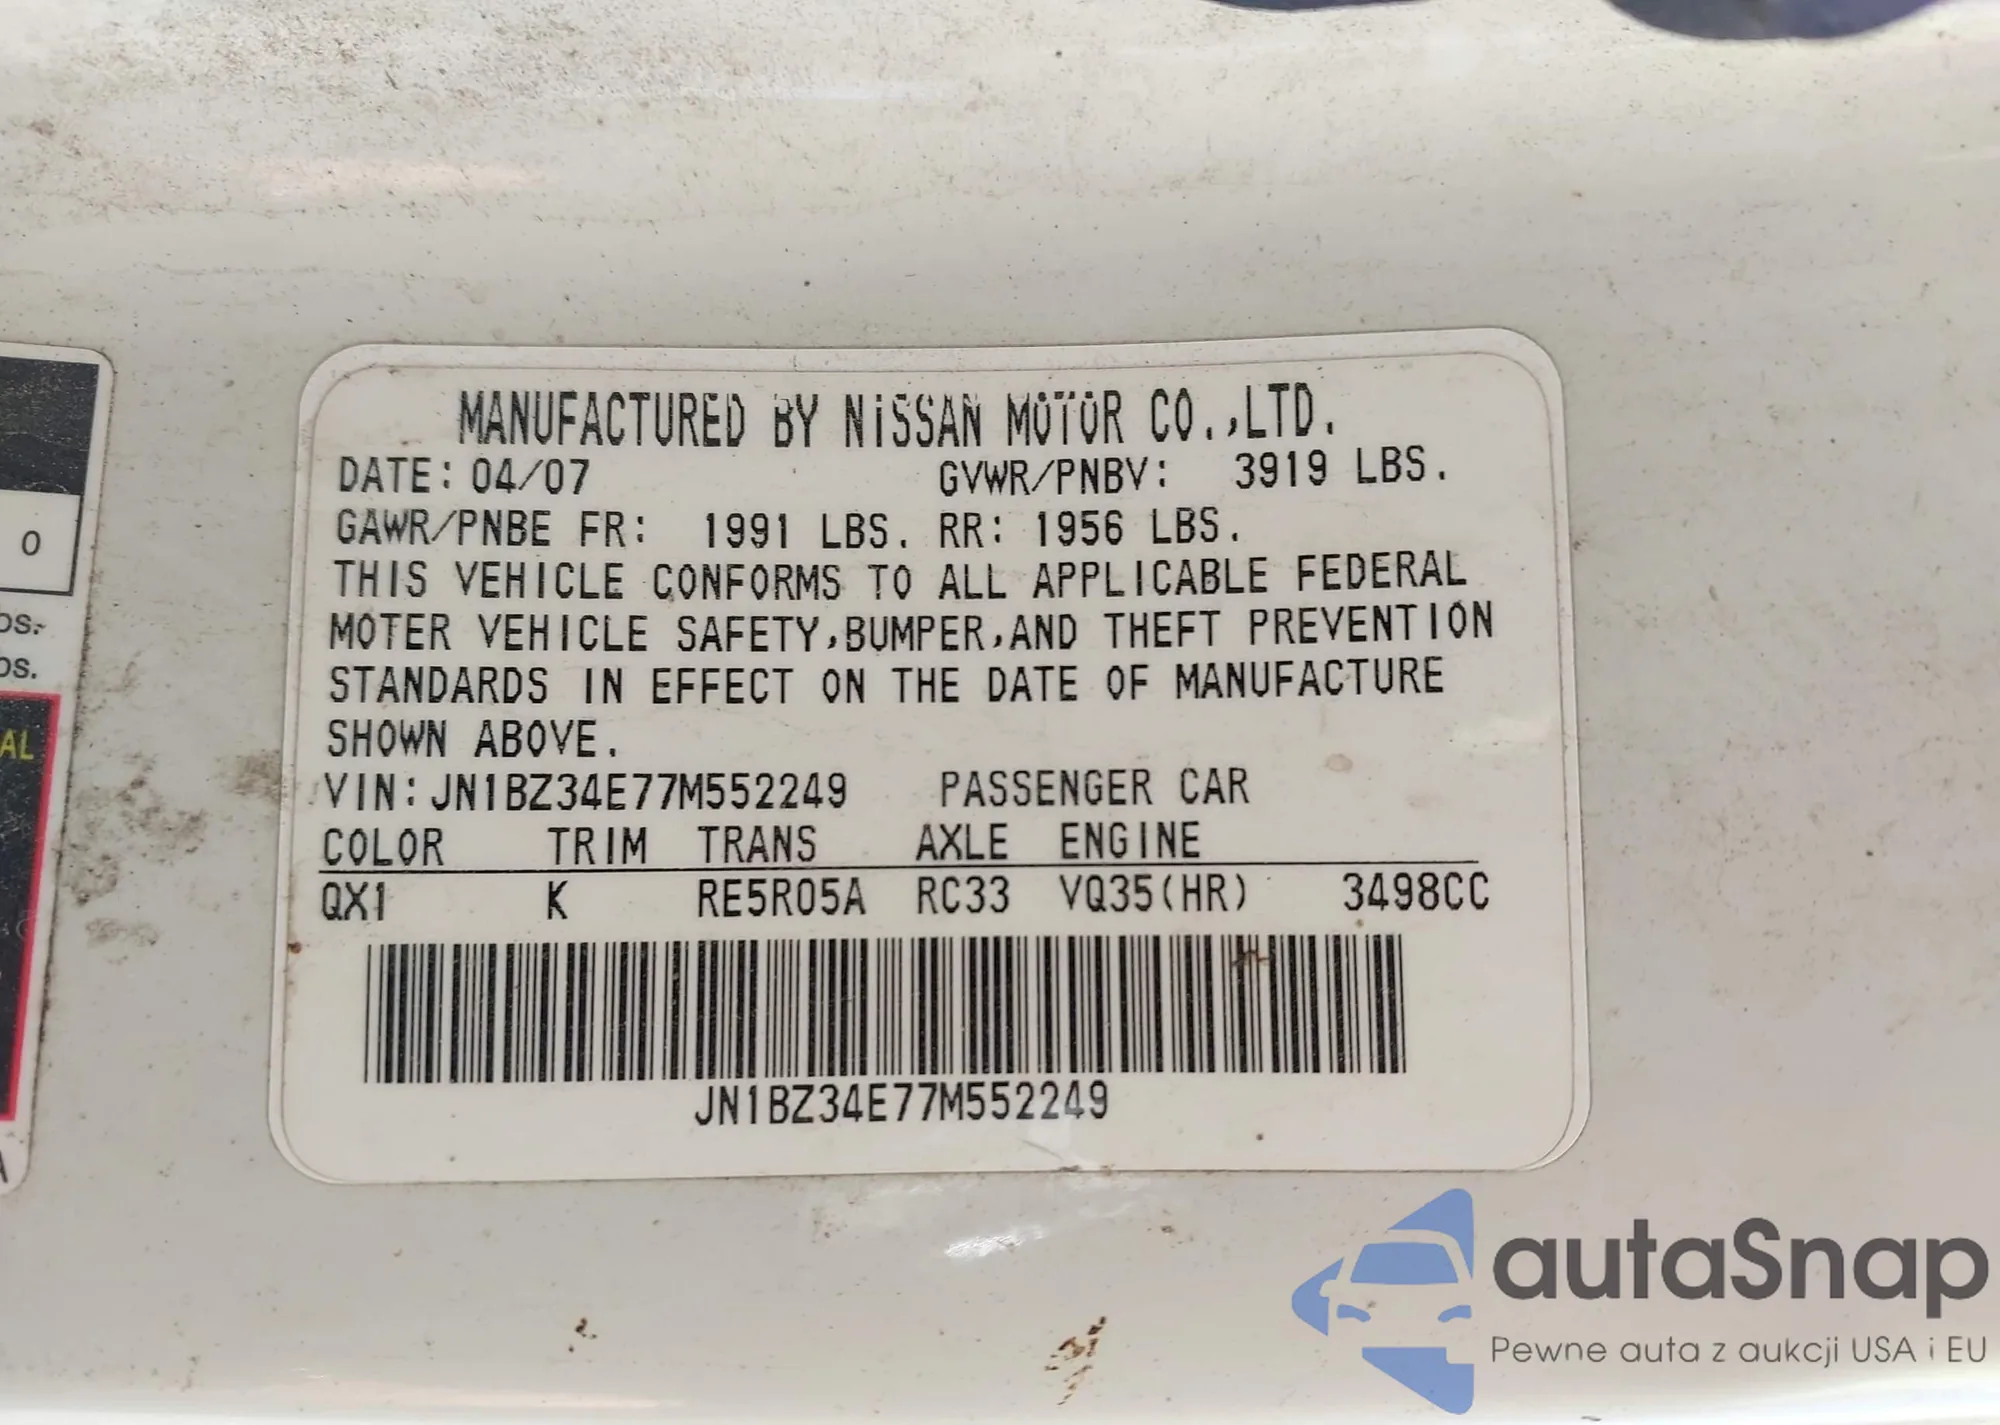 MANUFACTURED BY NISSAN MOTOR CO.,LTD.
DATE: 04/07 GVWR/PNBV: 3919 LBS.
GAWR/PNBE FR: 1991 LBS. RR: 1956 LBS.
THIS VEHICLE CONFORMS TO ALL APPLICABLE FEDERAL
MOTER VEHICLE SAFETY,BUMPER,AND THEFT PREVENTION
STANDARDS IN EFFECT ON THE DATE OF MANUFACTURE
SHOWN ABOVE.
VIN:JN1BZ34E77M552249 PASSENGER CAR
COLOR TRIM TRANS AXLE ENGINE
QX1 K RE5R05A RC33 VQ35(HR) 3498CC
JN1BZ34E77M552249
0
autaSnap
Pewne auta z aukcji USA i EU